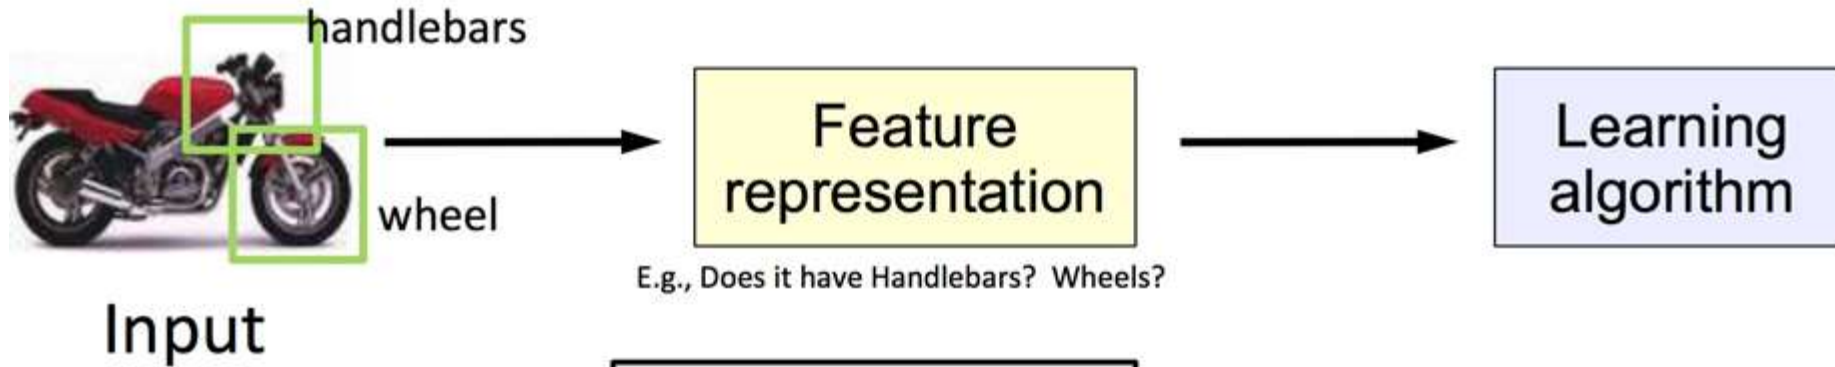 handlebars
wheel
Input
Feature
representation
E.g., Does it have Handlebars? Wheels?
Learning
algorithm